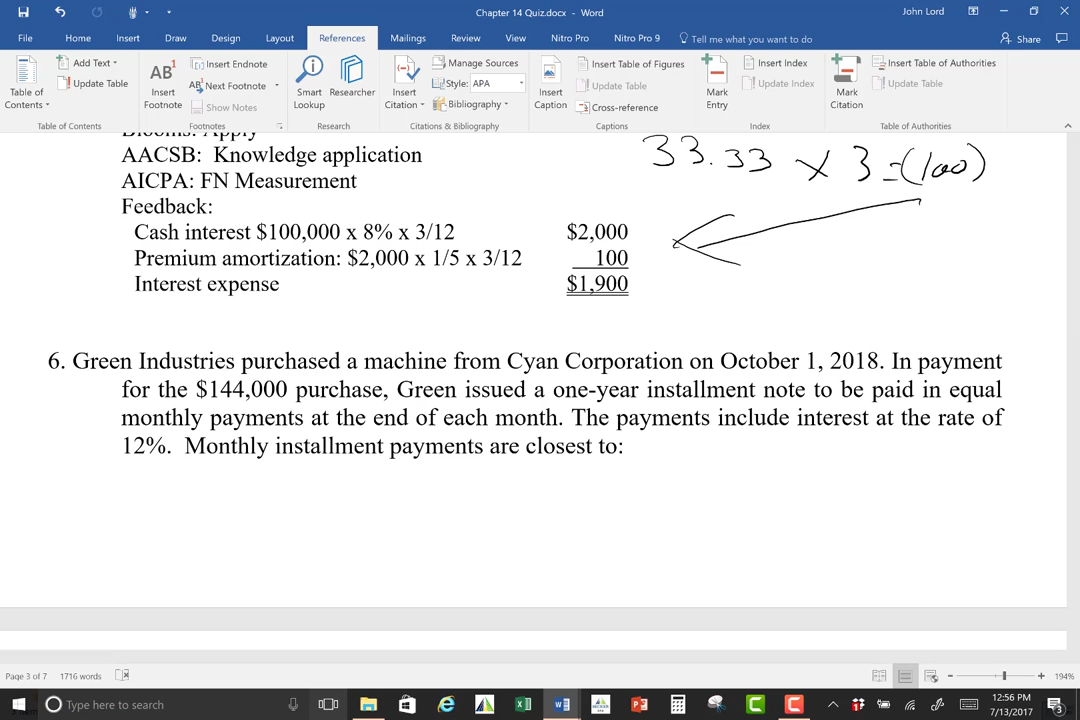 Chapter 14 Quiz.docx - Word
John Lord
File Home Insert Draw Design Layout References Mailings Review View Nitro Pro Nitro Pro 9 Tell me what you want to do Share
Table of Contents
Add Text
Update Table
Table of Contents
AB1 Insert Footnote
Insert Endnote
Next Footnote
Show Notes
Footnotes
Smart Lookup
Researcher
Research
Insert Citation
Manage Sources
Style: APA
Bibliography
Citations & Bibliography
Insert Caption
Insert Table of Figures
Update Table
Cross-reference
Captions
Mark Entry
Insert Index
Update Index
Index
Mark Citation
Insert Table of Authorities
Update Table
Table of Authorities
Blooms: Apply
33.33 x 3 = (100)
AACSB: Knowledge application
AICPA: FN Measurement
Feedback:
Cash interest $100,000 x 8% x 3/12 $2,000
Premium amortization: $2,000 x 1/5 x 3/12 100
Interest expense $1,900
6. Green Industries purchased a machine from Cyan Corporation on October 1, 2018. In payment
for the $144,000 purchase, Green issued a one-year installment note to be paid in equal
monthly payments at the end of each month. The payments include interest at the rate of
12%. Monthly installment payments are closest to:
Page 3 of 7 1716 words
194%
Type here to search
12:56 PM
7/13/2017
3